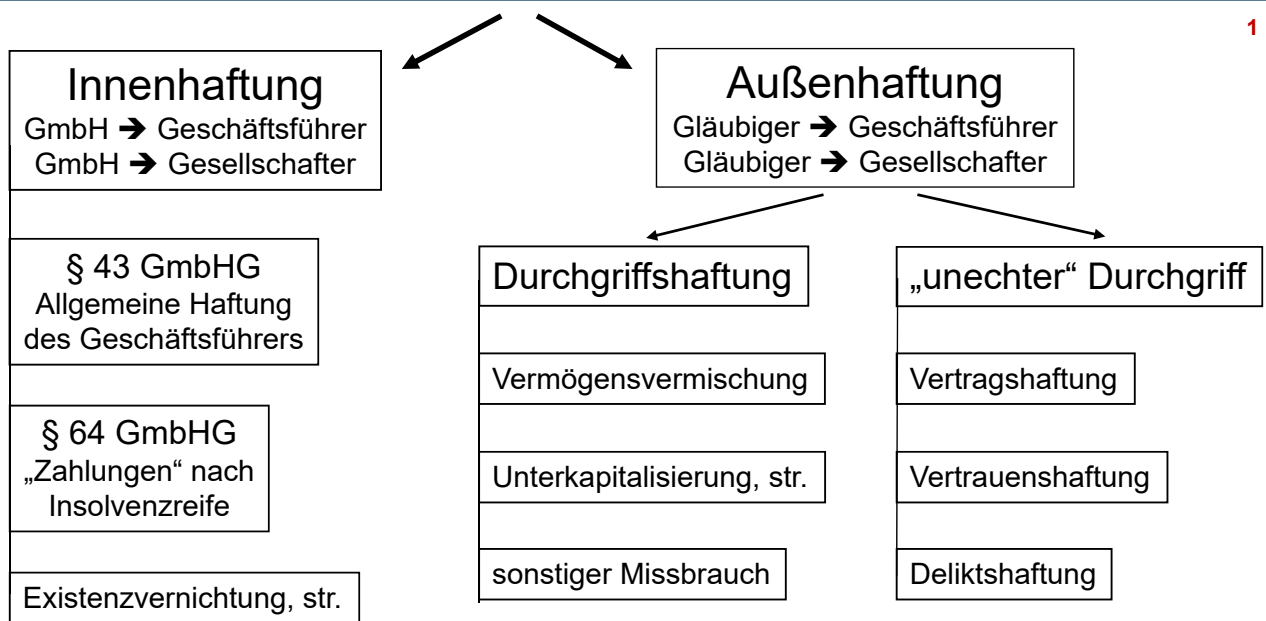 1
Innenhaftung
GmbH ➔ Geschäftsführer
GmbH ➔ Gesellschafter
§ 43 GmbHG
Allgemeine Haftung
des Geschäftsführers
§ 64 GmbHG
„Zahlungen“ nach
Insolvenzreife
Existenzvernichtung, str.
Außenhaftung
Gläubiger ➔ Geschäftsführer
Gläubiger ➔ Gesellschafter
Durchgriffshaftung
Vermögensvermischung
Unterkapitalisierung, str.
sonstiger Missbrauch
„unechter“ Durchgriff
Vertragshaftung
Vertrauenshaftung
Deliktshaftung